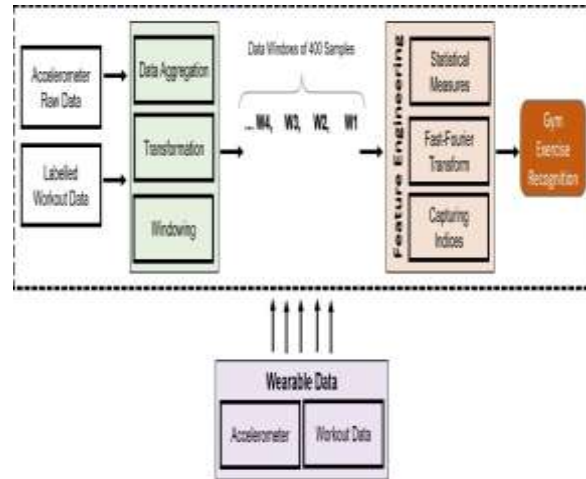 Accelerometer
Raw Data
Labelled
Workout Data
Data Aggregation
Transformation
Windowing
Data Windows of 400 Samples
... W4, W3, W2, W1
Feature Engineering
Statistical
Measures
Fast-Fourier
Transform
Capturing
Indices
Gym
Exercise
Recognition
Wearable Data
Accelerometer
Workout Data